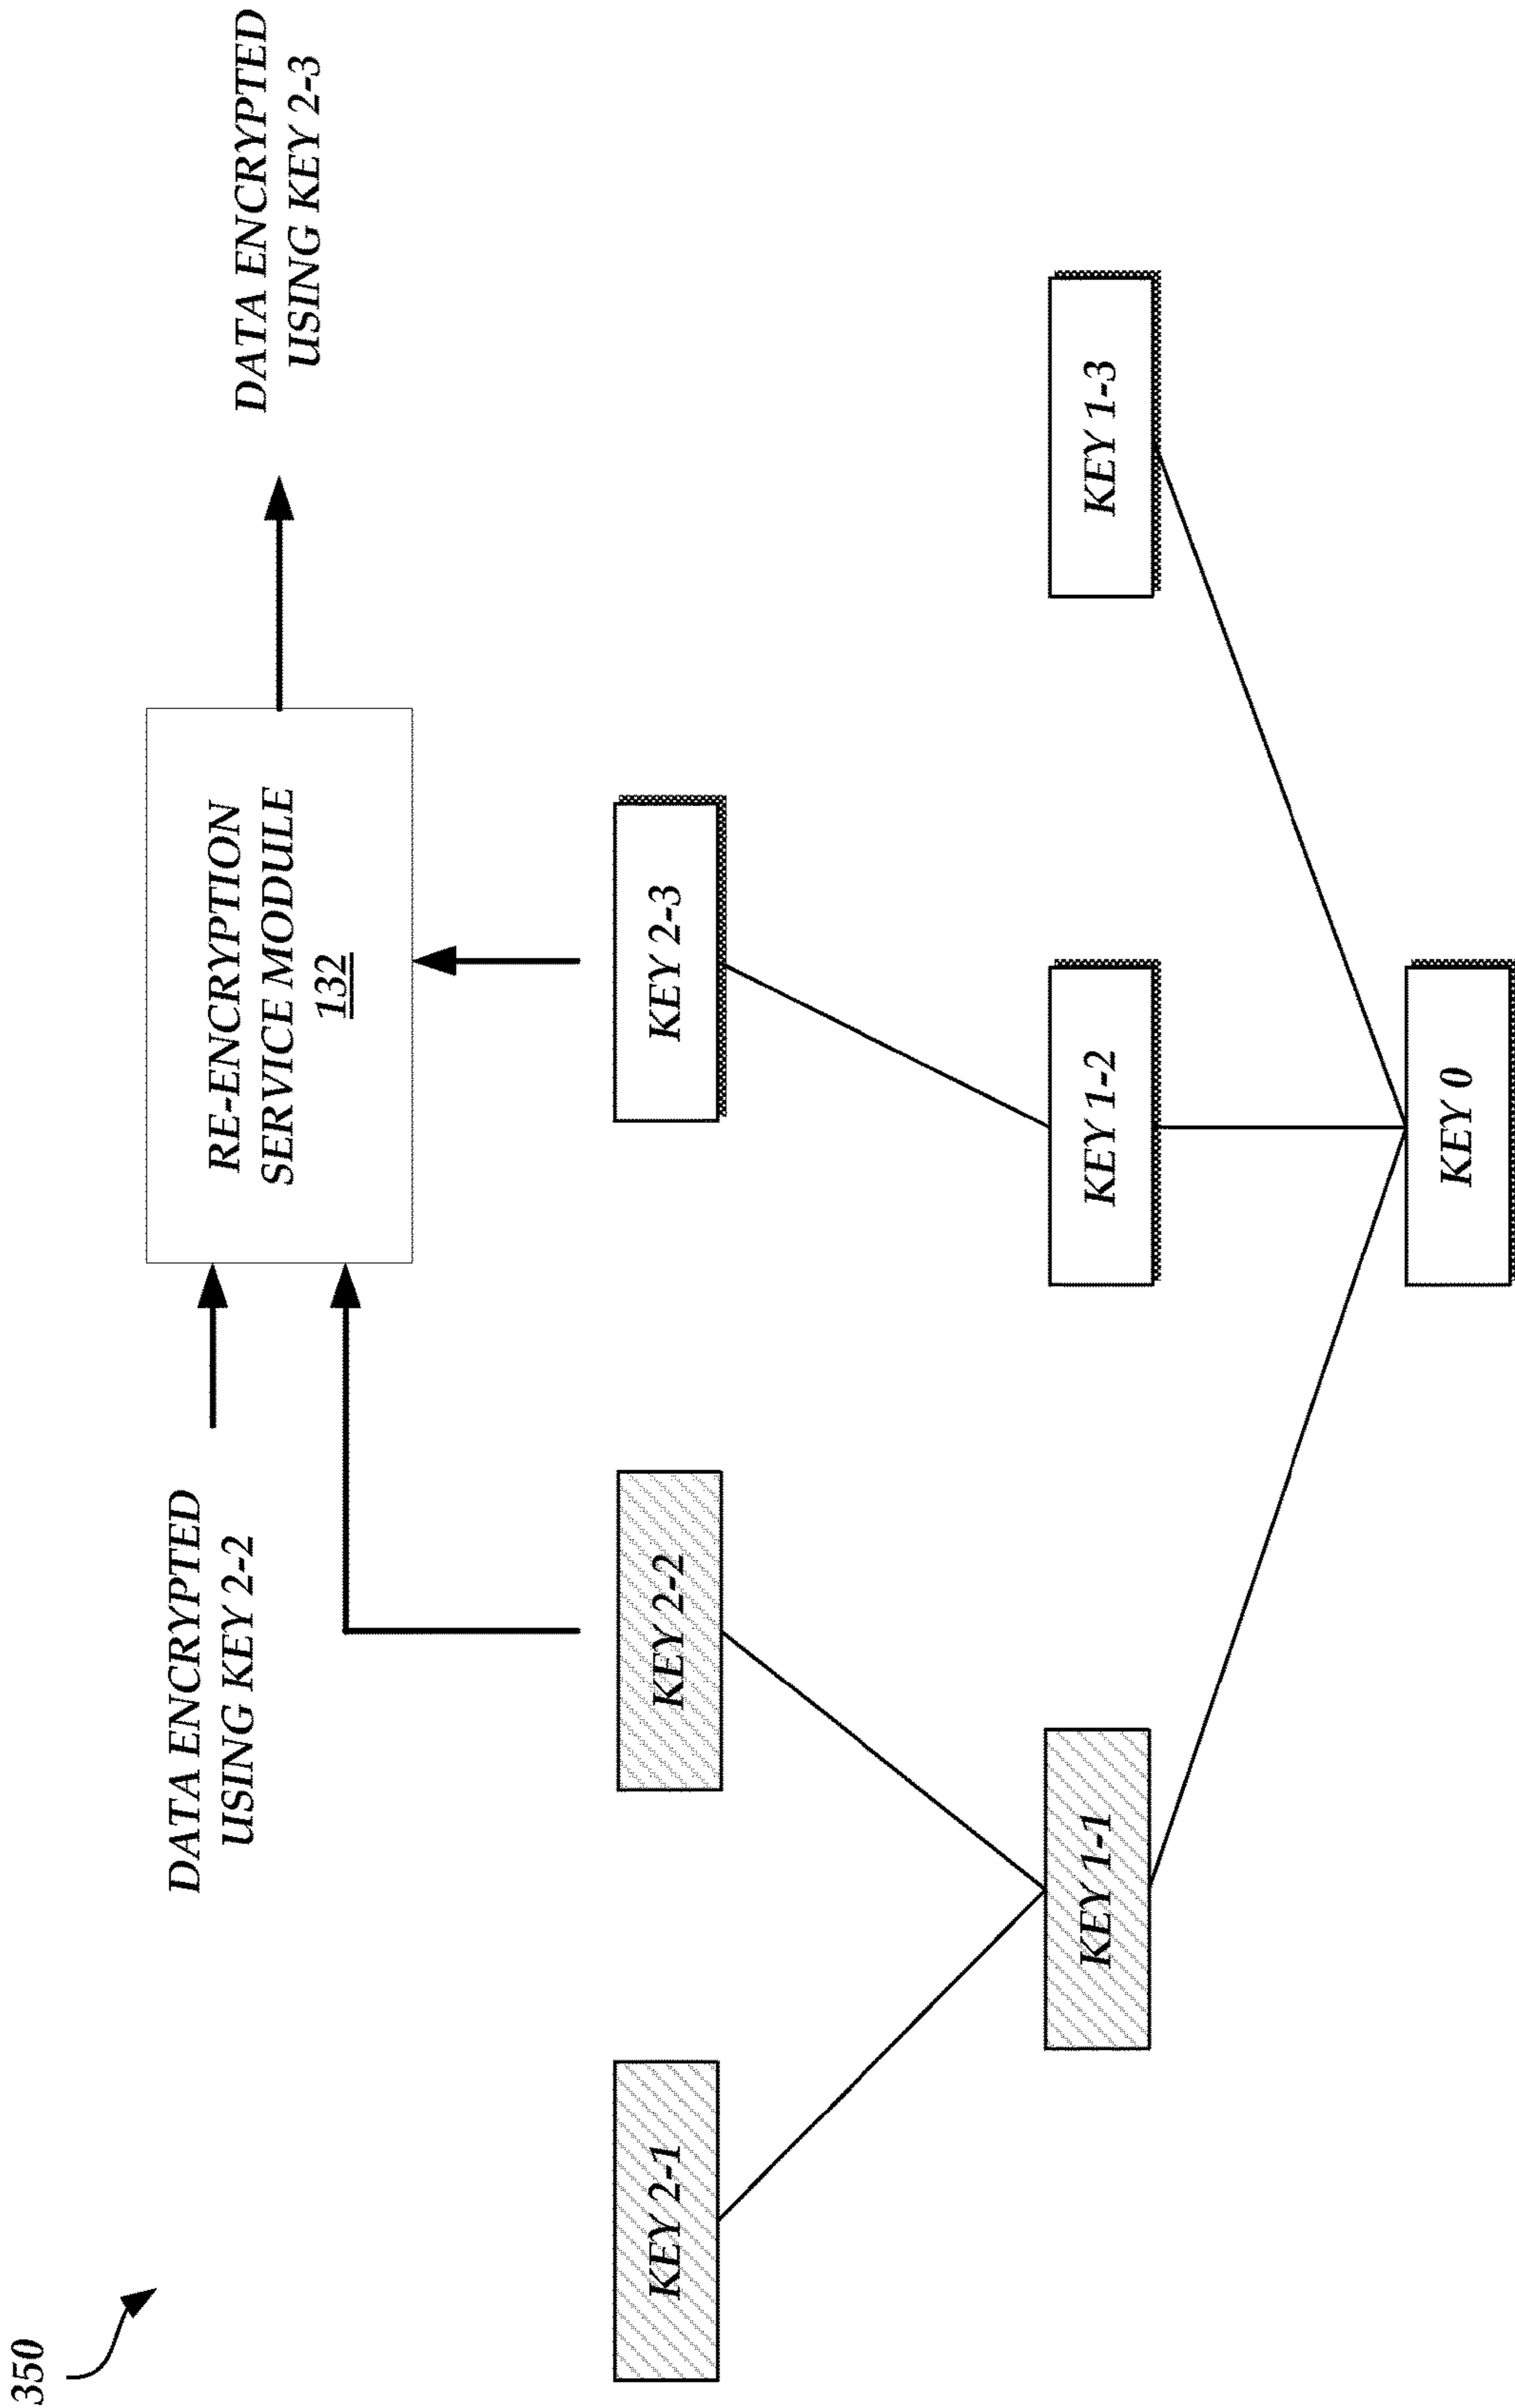 350
DATA ENCRYPTED
USING KEY 2-2
RE-ENCRYPTION
SERVICE MODULE
132
DATA ENCRYPTED
USING KEY 2-3
KEY 2-1
KEY 2-2
KEY 2-3
KEY 1-1
KEY 1-2
KEY 1-3
KEY 0